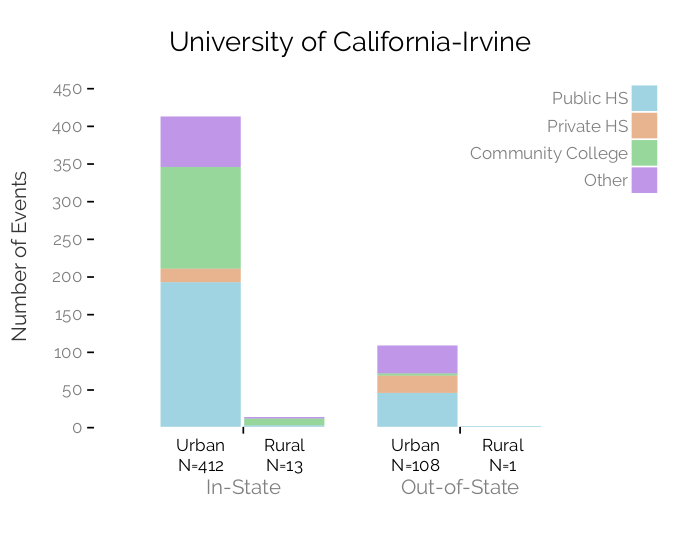 University of California-Irvine
Number of Events
450
400
350
300
250
200
150
100
50
0
Public HS
Private HS
Community College
Other
Urban Rural Urban Rural
N=412 N=13 N=108 N=1
In-State Out-of-State